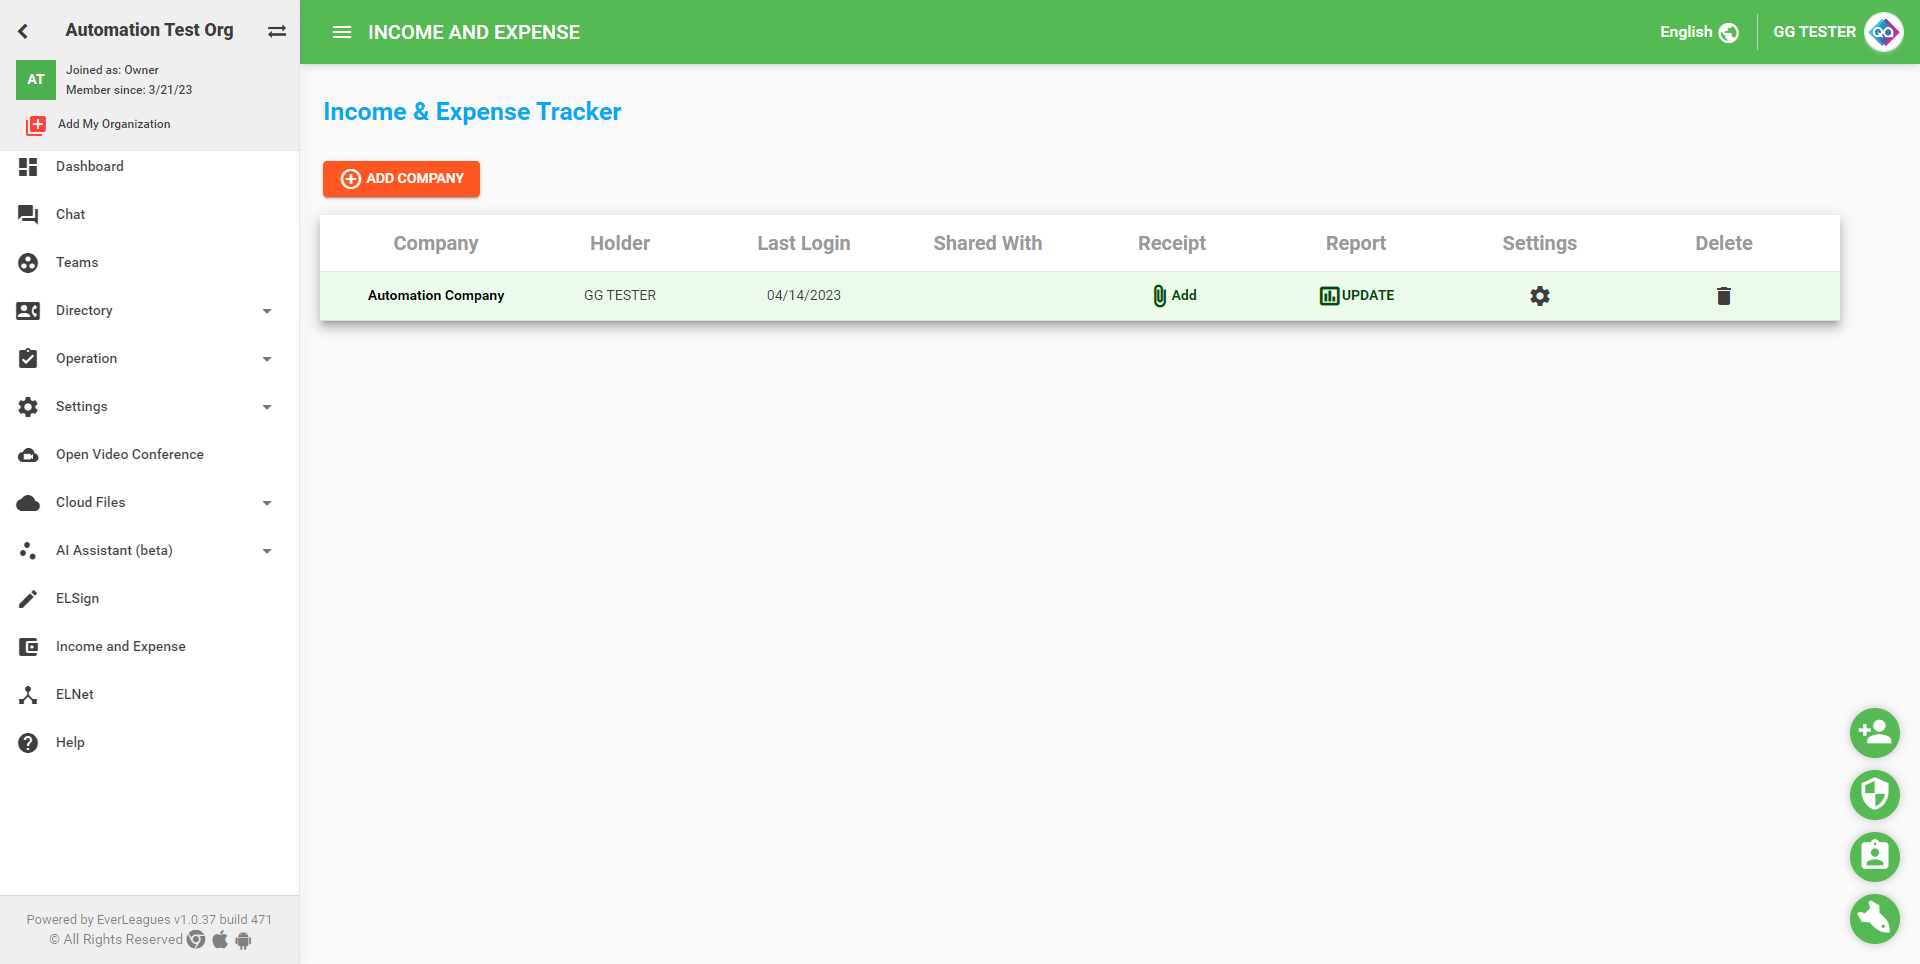 Automation Test Org
AT
Joined as: Owner
Member since: 3/21/23
Add My Organization
Dashboard
Chat
Teams
Directory
Operation
Settings
Open Video Conference
Cloud Files
AI Assistant (beta)
ELSign
Income and Expense
ELNet
Help
Powered by EverLeagues v1.0.37 build 471
© All Rights Reserved
INCOME AND EXPENSE
English
GG TESTER
QA
Income & Expense Tracker
ADD COMPANY
Company Holder Last Login Shared With Receipt Report Settings Delete
Automation Company GG TESTER 04/14/2023 Add UPDATE